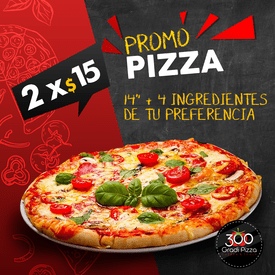 PROMO
PIZZA
2 x$15
14" + 4 INGREDIENTES
DE TU PREFERENCIA
300
Gradi Pizza